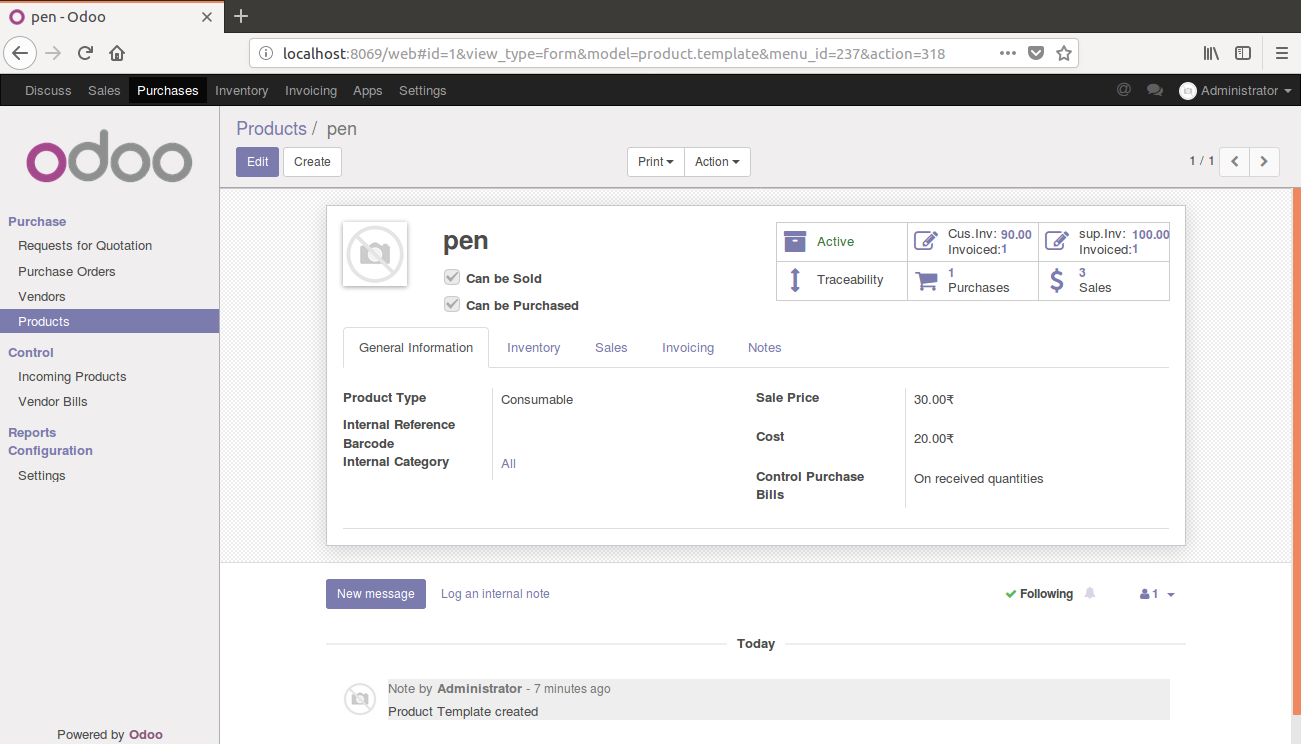 pen - Odoo
localhost:8069/web#id=1&view_type=form&model=product.template&menu_id=237&action=318
Discuss Sales Purchases Inventory Invoicing Apps Settings @ Administrator
odoo
Purchase
Requests for Quotation
Purchase Orders
Vendors
Products
Control
Incoming Products
Vendor Bills
Reports
Configuration
Settings
Powered by Odoo
Products / pen
Edit Create Print Action 1 / 1
pen
Can be Sold
Can be Purchased
Active
Cus.Inv: 90.00
Invoiced:1
sup.Inv: 100.00
Invoiced:1
Traceability
1
Purchases
3
Sales
General Information Inventory Sales Invoicing Notes
Product Type Consumable
Internal Reference
Barcode
Internal Category All
Sale Price 30.00₹
Cost 20.00₹
Control Purchase
Bills
On received quantities
New message Log an internal note Following 1
Today
Note by Administrator - 7 minutes ago
Product Template created